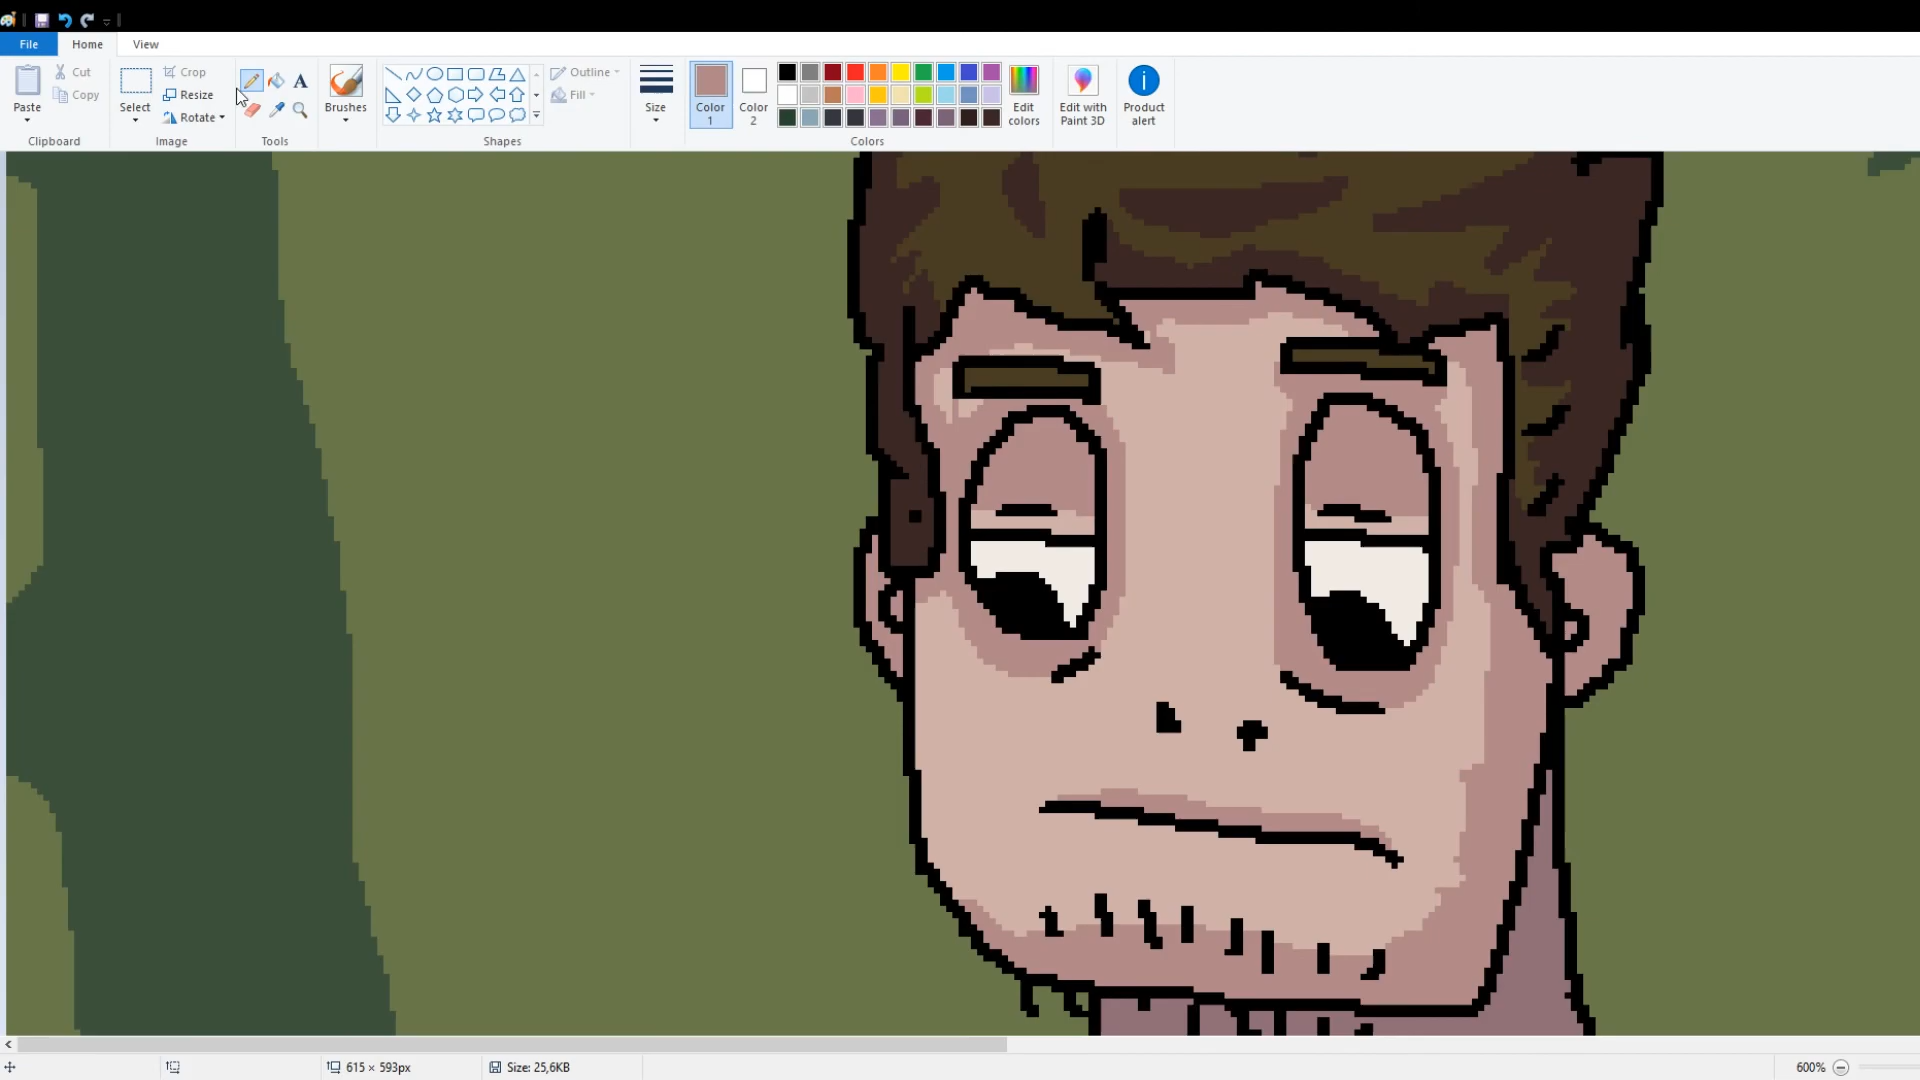 File Home View
Paste
Cut
Copy
Clipboard
Select
Crop
Resize
Rotate
Image
A
Tools
Brushes
Shapes
Outline
Fill
Size
Color 1
Color 2
Edit colors
Colors
Edit with Paint 3D
Product alert
615 × 593px
Size: 25,6KB
600%